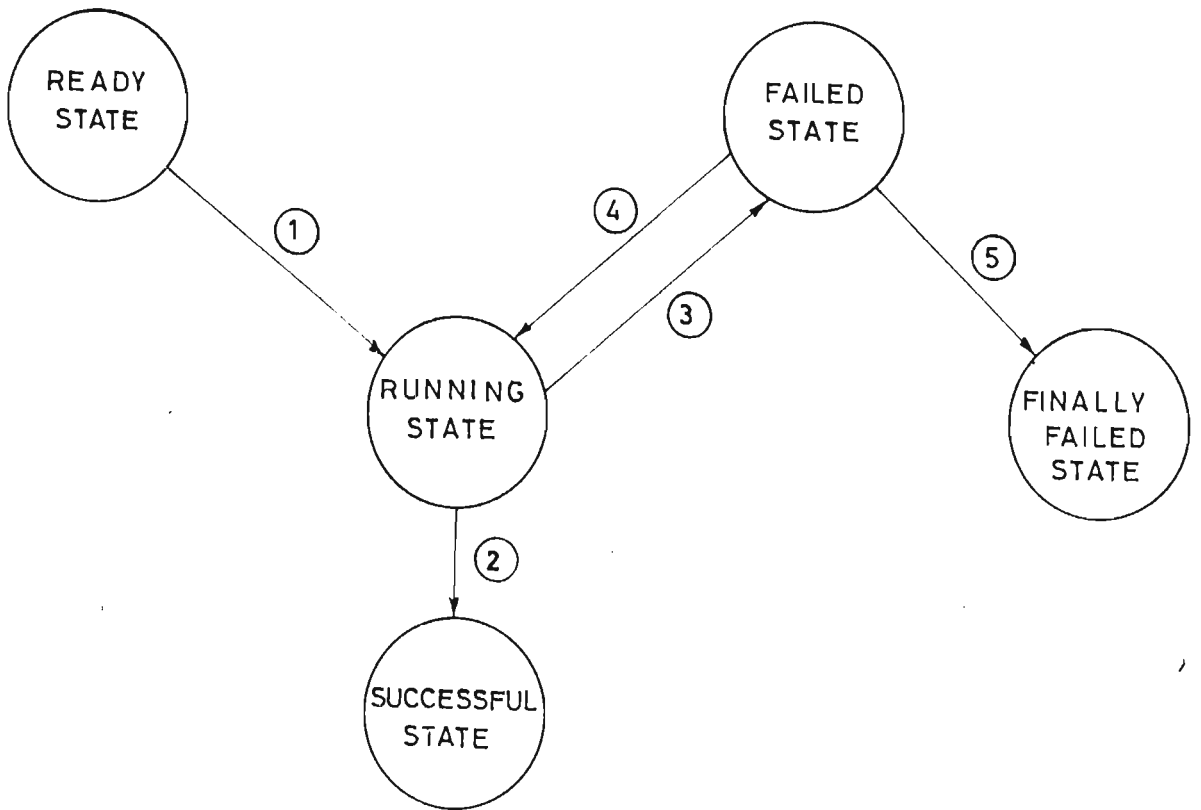 READY
STATE
FAILED
STATE
1
4
3
5
RUNNING
STATE
FINALLY
FAILED
STATE
2
SUCCESSFUL
STATE